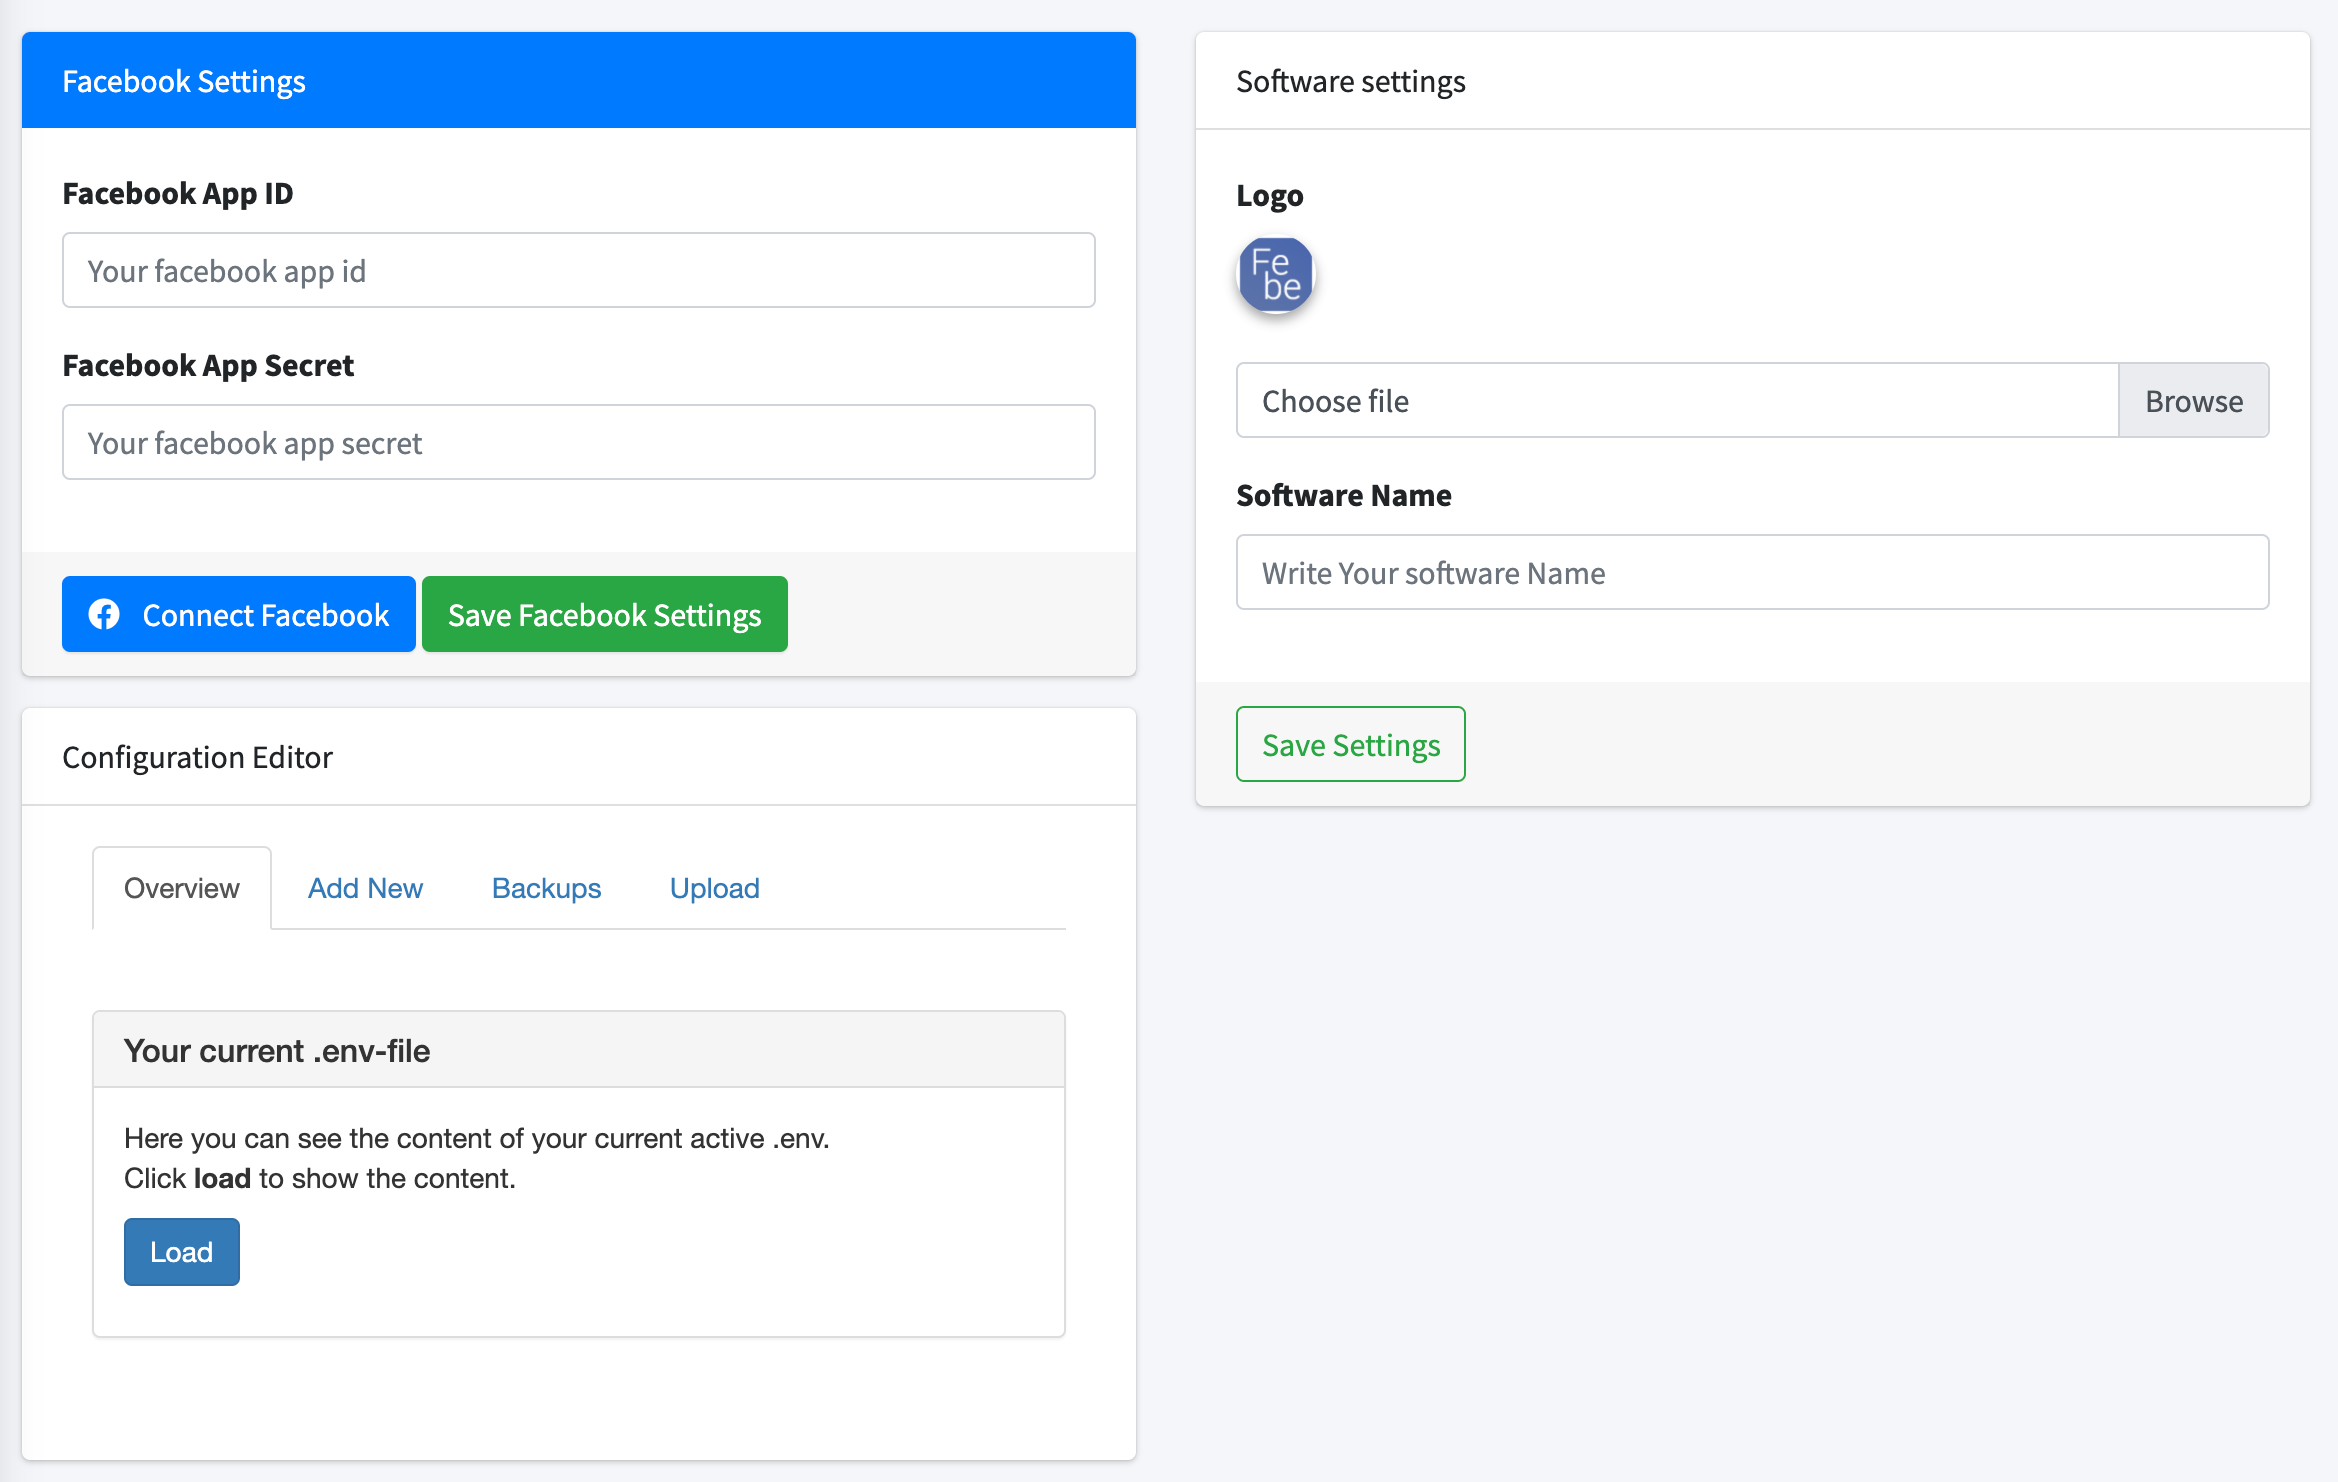 Facebook Settings
Facebook App ID
Your facebook app id
Facebook App Secret
Your facebook app secret
Connect Facebook
Save Facebook Settings
Configuration Editor
Overview
Add New
Backups
Upload
Your current .env-file
Here you can see the content of your current active .env.
Click load to show the content.
Load
Software settings
Logo
Fe
be
Choose file
Browse
Software Name
Write Your software Name
Save Settings